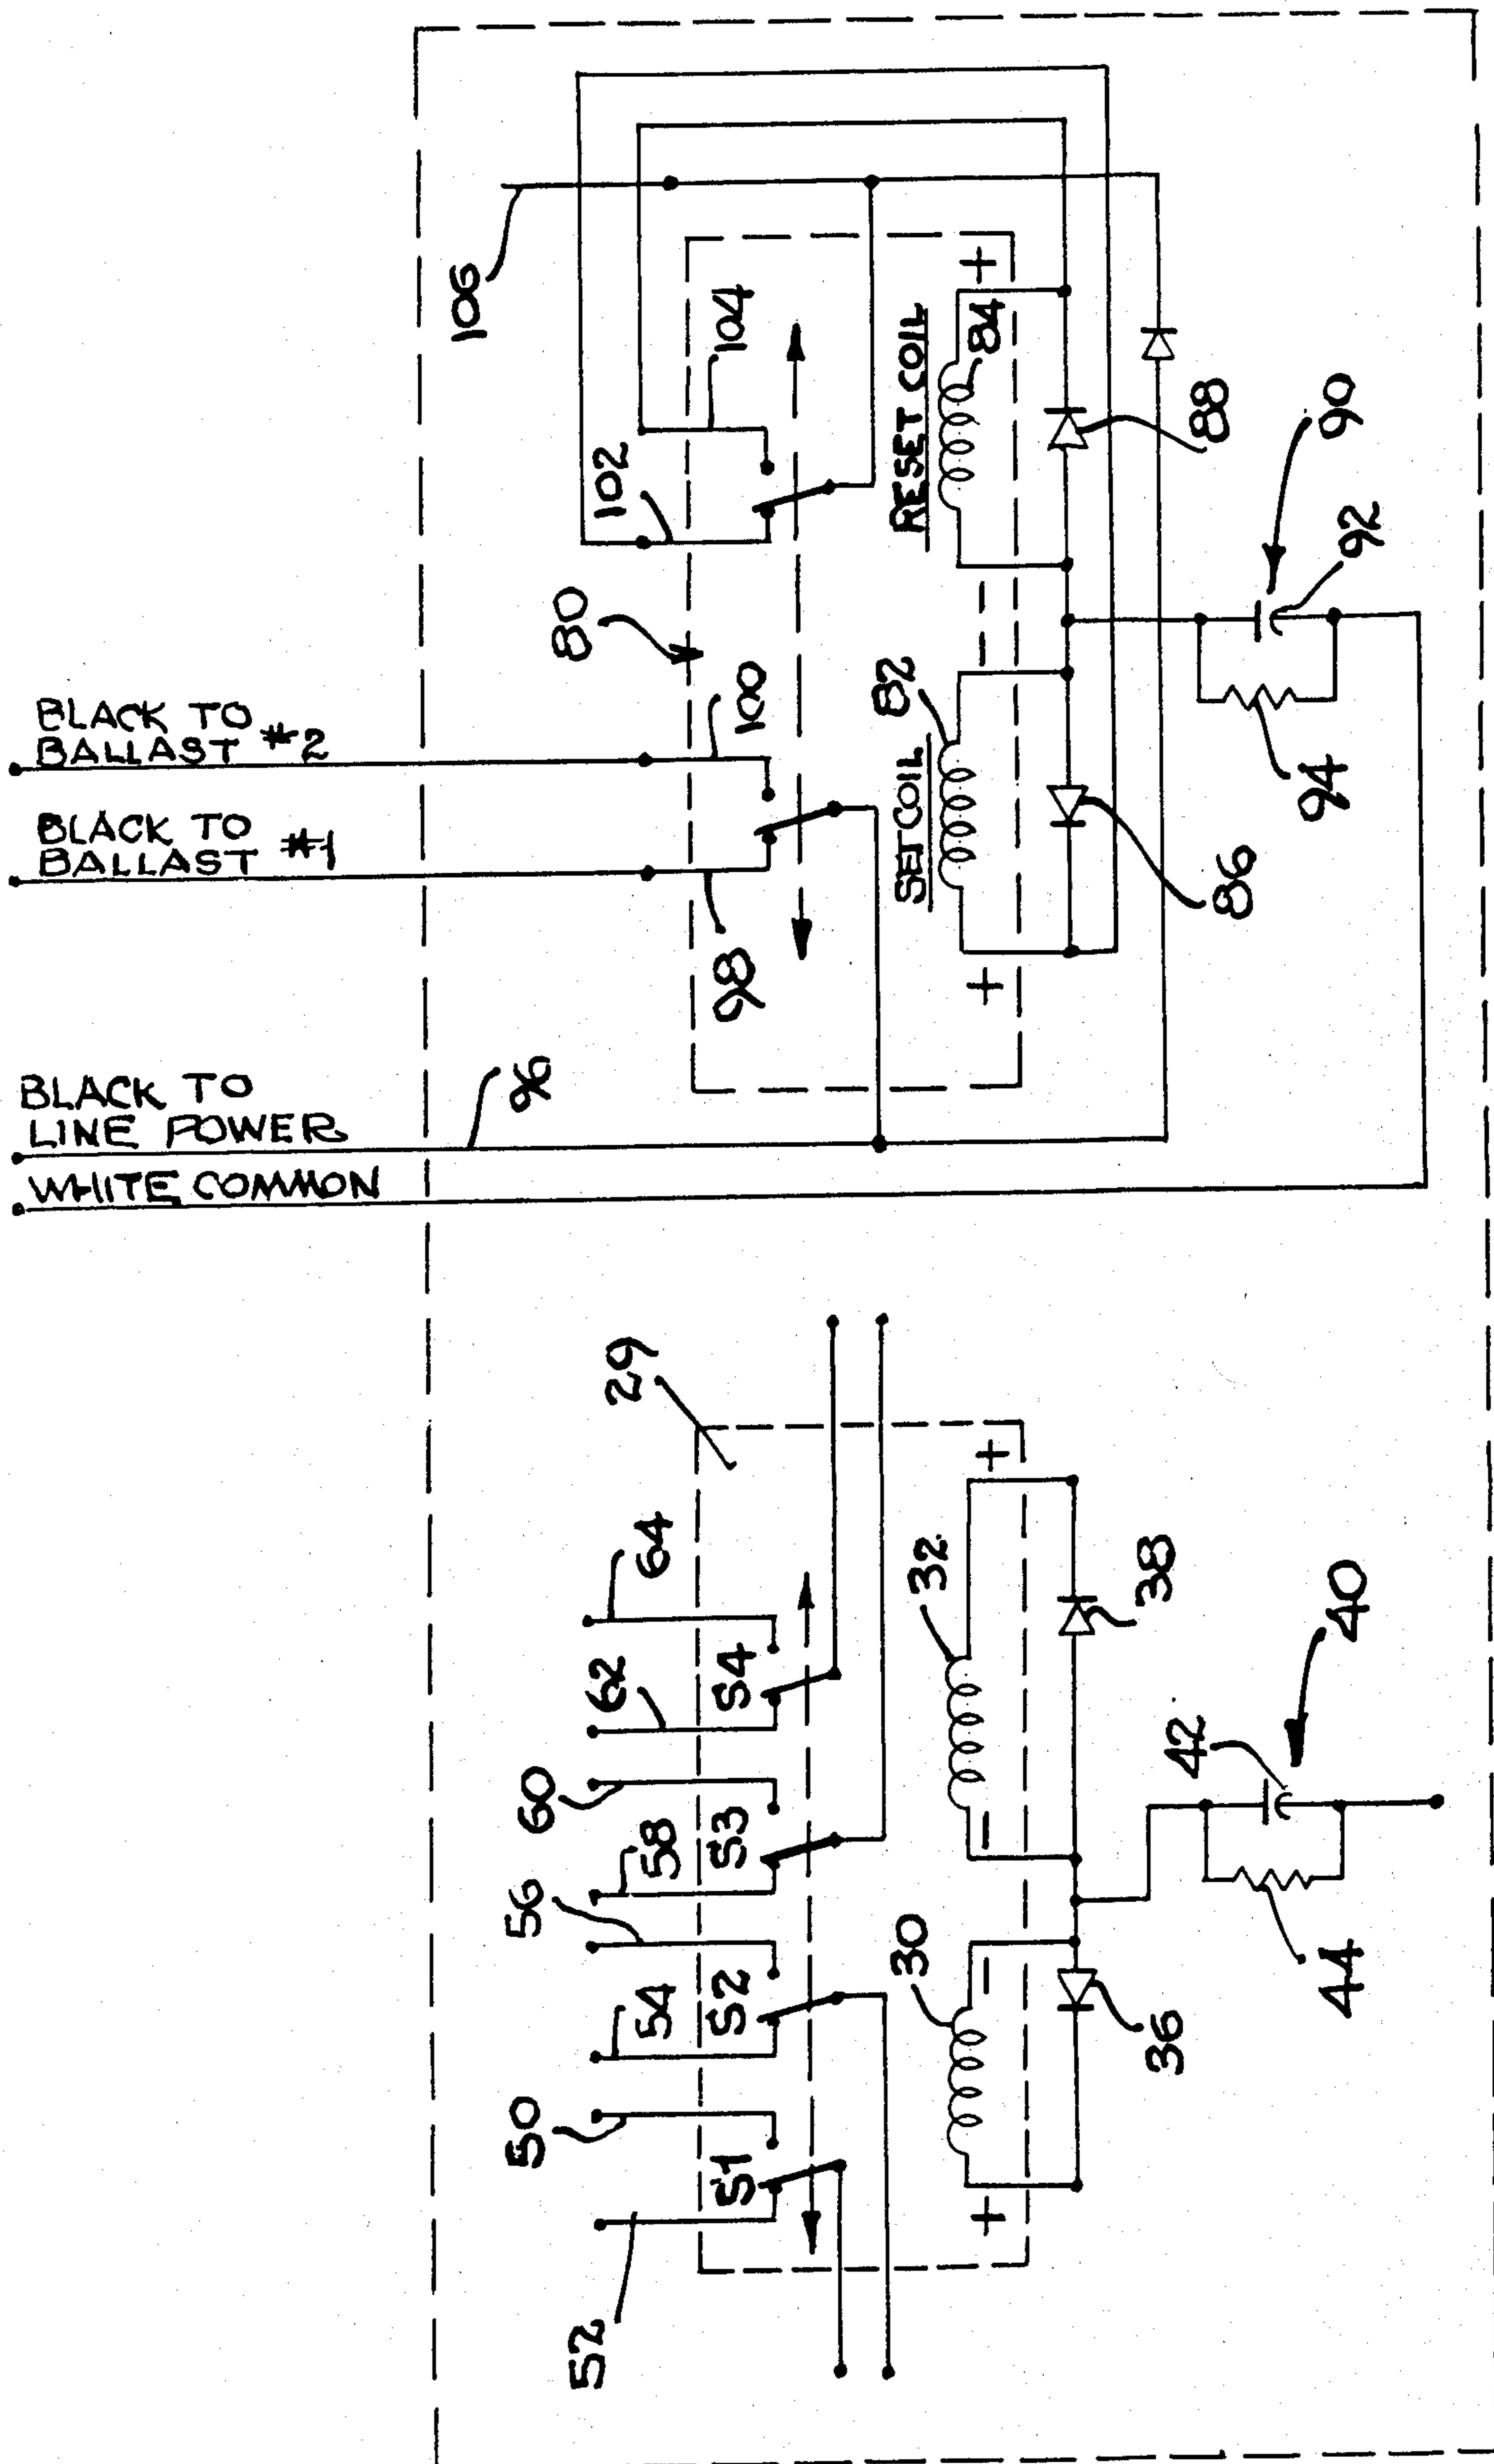 BLACK TO
BALLAST #2
BLACK TO
BALLAST #1
BLACK TO
LINE POWER
WHITE COMMON
106
104
102
80
100
98
96
+
RESET COIL
84
88
90
92
94
82
SET COIL
86
+
29
64
62
60
58
56
54
50
52
S4
S3
S2
S1
+
32
38
40
42
44
30
36
+